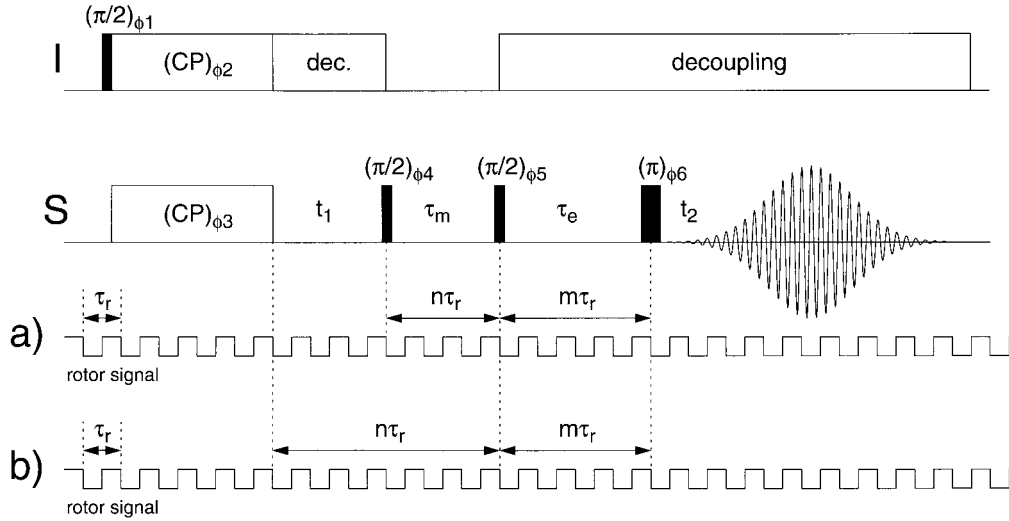 (π/2)ϕ1
I
(CP)ϕ2
dec.
decoupling
(π/2)ϕ4
(π/2)ϕ5
(π)ϕ6
S
(CP)ϕ3
t1
τm
τe
t2
τr
nτr
mτr
a)
rotor signal
τr
nτr
mτr
b)
rotor signal